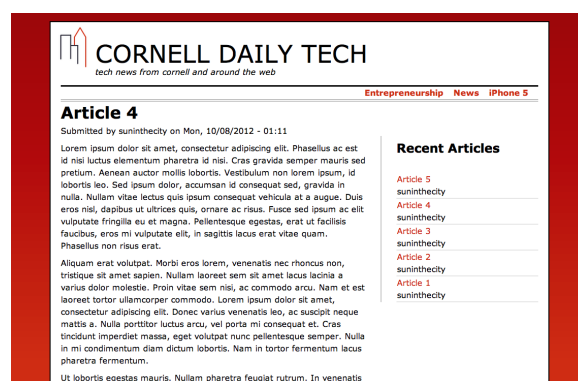 CORNELL DAILY TECH
tech news from cornell and around the web
Entrepreneurship News iPhone 5
Article 4
Submitted by suninthecity on Mon, 10/08/2012 - 01:11
Lorem ipsum dolor sit amet, consectetur adipiscing elit. Phasellus ac est
id nisi luctus elementum pharetra id nisi. Cras gravida semper mauris sed
pretium. Aenean auctor mollis lobortis. Vestibulum non lorem ipsum, id
lobortis leo. Sed ipsum dolor, accumsan id consequat sed, gravida in
nulla. Nullam vitae lectus quis ipsum consequat vehicula at a augue. Duis
eros nisl, dapibus ut ultrices quis, ornare ac risus. Fusce sed ipsum ac elit
vulputate fringilla eu et magna. Pellentesque egestas, erat ut facilisis
faucibus, eros mi vulputate elit, in sagittis lacus erat vitae quam.
Phasellus non risus erat.
Aliquam erat volutpat. Morbi eros lorem, venenatis nec rhoncus non,
tristique sit amet sapien. Nullam laoreet sem sit amet lacus lacinia a
varius dolor molestie. Proin vitae sem nisi, ac commodo arcu. Nam et est
laoreet tortor ullamcorper commodo. Lorem ipsum dolor sit amet,
consectetur adipiscing elit. Donec varius venenatis leo, ac suscipit neque
mattis a. Nulla porttitor luctus arcu, vel porta mi consequat et. Cras
tincidunt imperdiet massa, eget volutpat nunc pellentesque semper. Nulla
in mi condimentum diam dictum lobortis. Nam in tortor fermentum lacus
pharetra fermentum.
Ut lobortis egestas mauris. Nullam pharetra feugiat rutrum. In venenatis
Recent Articles
Article 5
suninthecity
Article 4
suninthecity
Article 3
suninthecity
Article 2
suninthecity
Article 1
suninthecity